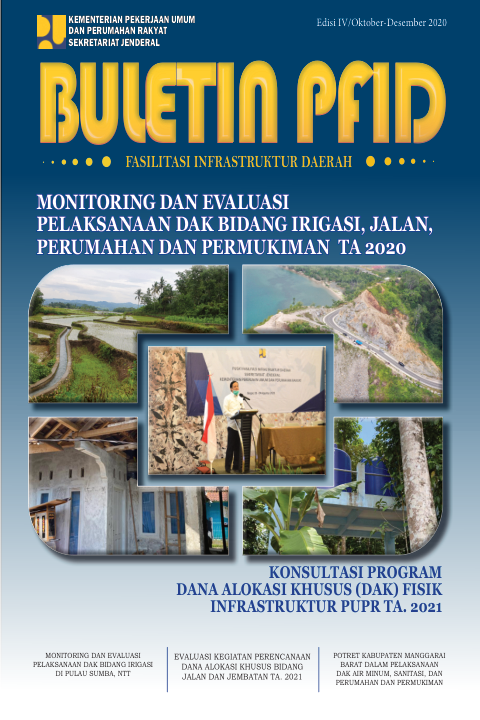 KEMENTERIAN PEKERJAAN UMUM
DAN PERUMAHAN RAKYAT
SEKRETARIAT JENDERAL
Edisi IV/Oktober-Desember 2020
BULETIN PFID
FASILITASI INFRASTRUKTUR DAERAH
MONITORING DAN EVALUASI
PELAKSANAAN DAK BIDANG IRIGASI, JALAN,
PERUMAHAN DAN PERMUKIMAN TA 2020
KONSULTASI PROGRAM
DANA ALOKASI KHUSUS (DAK) FISIK
INFRASTRUKTUR PUPR TA. 2021
MONITORING DAN EVALUASI
PELAKSANAAN DAK BIDANG IRIGASI
DI PULAU SUMBA, NTT
EVALUASI KEGIATAN PERENCANAAN
DANA ALOKASI KHUSUS BIDANG
JALAN DAN JEMBATAN TA. 2021
POTRET KABUPATEN MANGGARAI
BARAT DALAM PELAKSANAAN
DAK AIR MINUM, SANITASI, DAN
PERUMAHAN DAN PERMUKIMAN